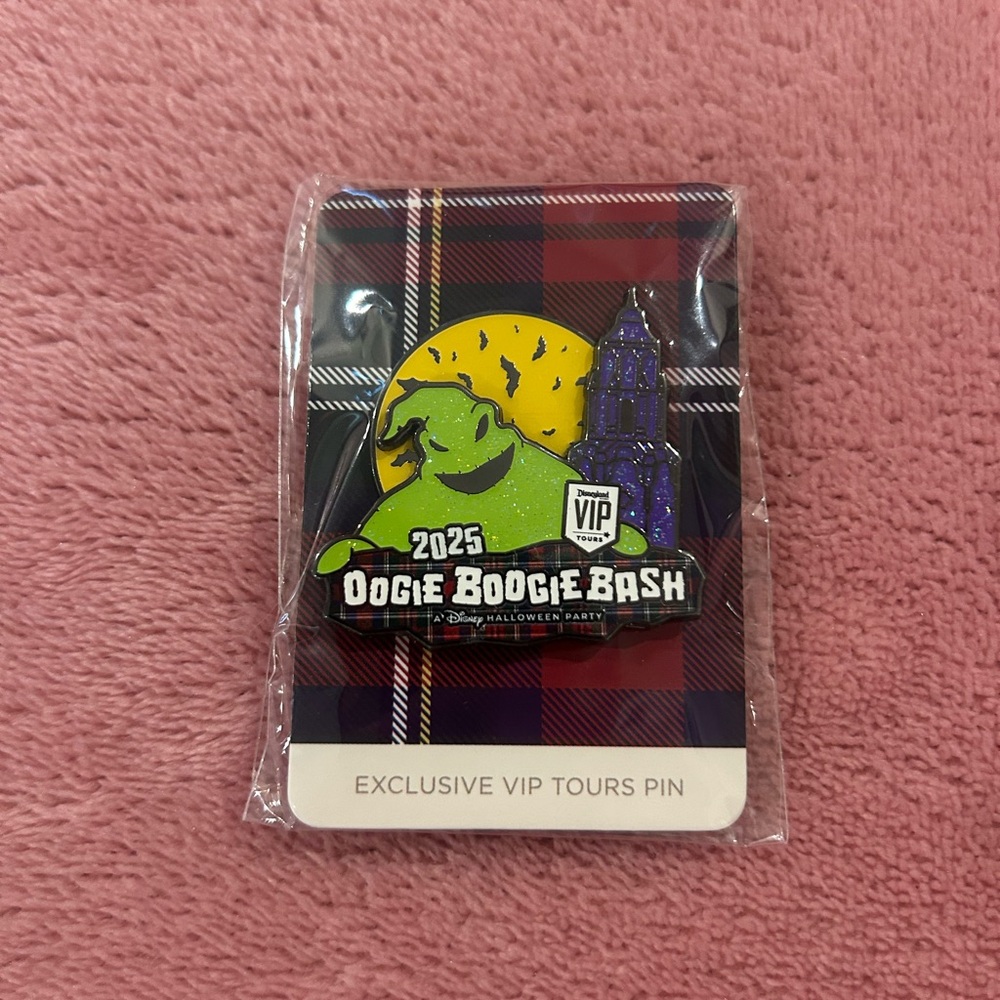 Disneyland
VIP
TOURS
2025
OOGIE BOOGIE BASH
A Disney HALLOWEEN PARTY
EXCLUSIVE VIP TOURS PIN